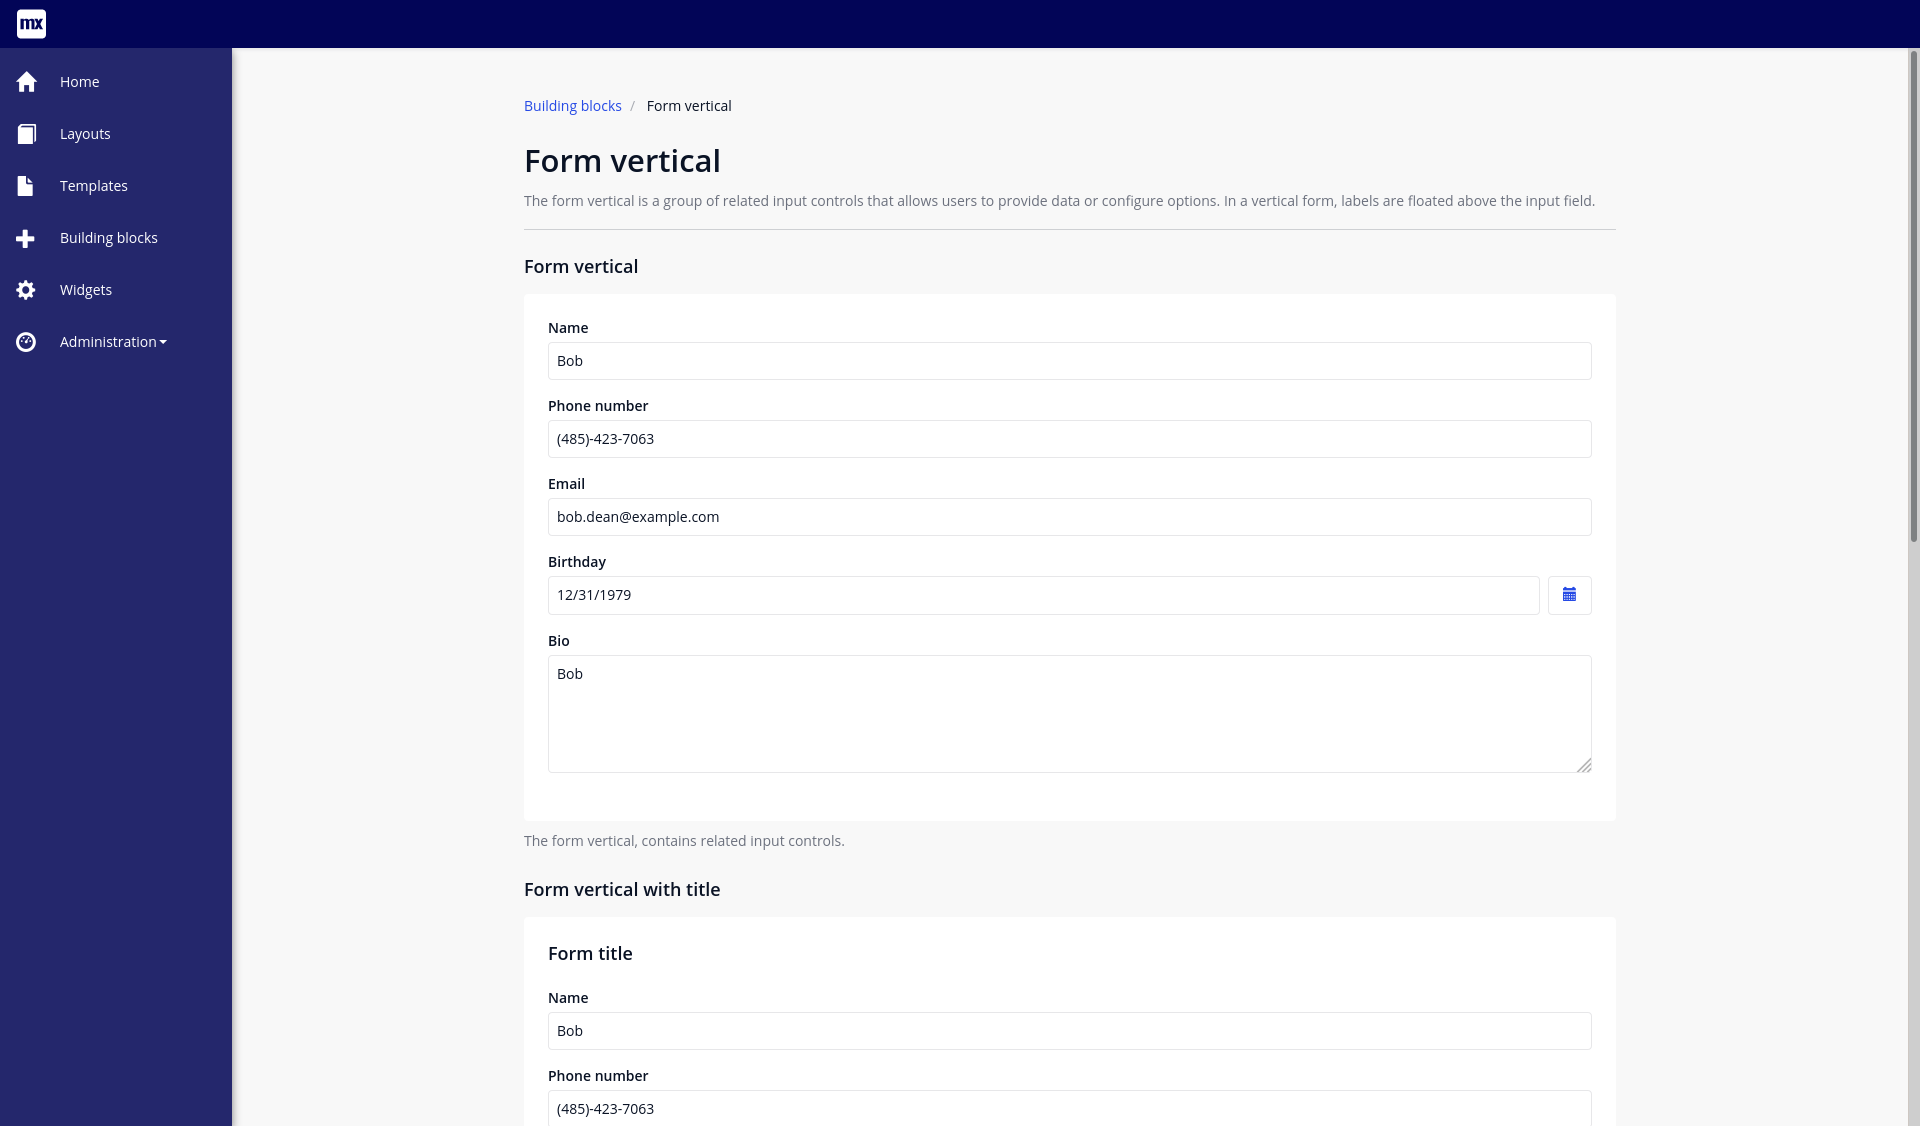 mx
Home
Layouts
Templates
Building blocks
Widgets
Administration
Building blocks / Form vertical
Form vertical
The form vertical is a group of related input controls that allows users to provide data or configure options. In a vertical form, labels are floated above the input field.
Form vertical
Name
Bob
Phone number
(485)-423-7063
Email
bob.dean@example.com
Birthday
12/31/1979
Bio
Bob
The form vertical, contains related input controls.
Form vertical with title
Form title
Name
Bob
Phone number
(485)-423-7063